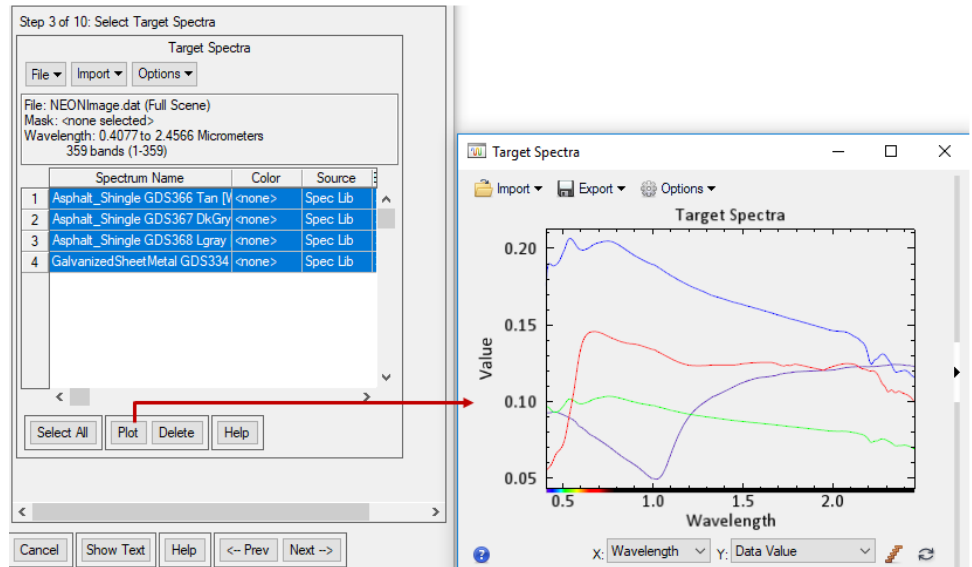 Step 3 of 10: Select Target Spectra
Target Spectra
File Import Options
File: NEONImage.dat (Full Scene)
Mask: <none selected>
Wavelength: 0.4077 to 2.4566 Micrometers
359 bands (1-359)
Spectrum Name Color Source
1 Asphalt_Shingle GDS366 Tan [W <none> Spec Lib
2 Asphalt_Shingle GDS367 DkGry <none> Spec Lib
3 Asphalt_Shingle GDS368 Lgray <none> Spec Lib
4 GalvanizedSheetMetal GDS334 <none> Spec Lib
Select All Plot Delete Help
Cancel Show Text Help <-- Prev Next -->
Target Spectra
Import Export Options
Target Spectra
0.20
0.15
0.10
0.05
Value
0.5 1.0 1.5 2.0
Wavelength
X: Wavelength Y: Data Value